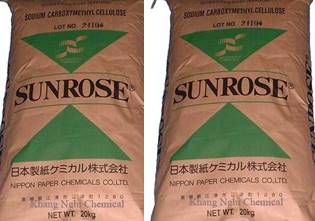 SODIUM CARBOXYMETHYL CELLULOSE
LOT NO. 24104
SUNROSE®
日本製紙ケミカル株式会社
NIPPON PAPER CHEMICALS CO.,LTD.
Khang Nghi Chemical
NET WT. 20kg
SODIUM CARBOXYMETHYL CELLULOSE
LOT NO. 24104
SUNROSE®
日本製紙ケミカル株式会社
NIPPON PAPER CHEMICALS CO.,LTD.
Khang Nghi Chemical
NET WT. 20kg